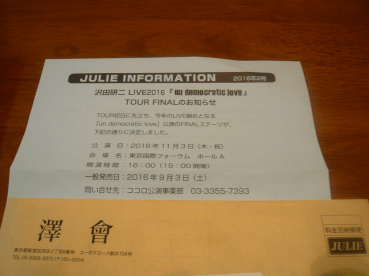 JULIE INFORMATION 2016年2号
沢田研二 LIVE2016『un democratic love』
TOUR FINALのお知らせ
TOUR初日に先立ち、今年のLIVE納めとなる
『un democratic love』公演のFINALステージが、
下記の通りに決定しました。
公 演 日：2016年11月3日(木・祝)
会 場：東京国際フォーラム ホールA
開演時間：16:00（15:00開場）
一般発売日：2016年9月3日(土)
問い合せ先：ココロ公演事業部 03-3355-7393
澤會
料金別納郵便
JULIE